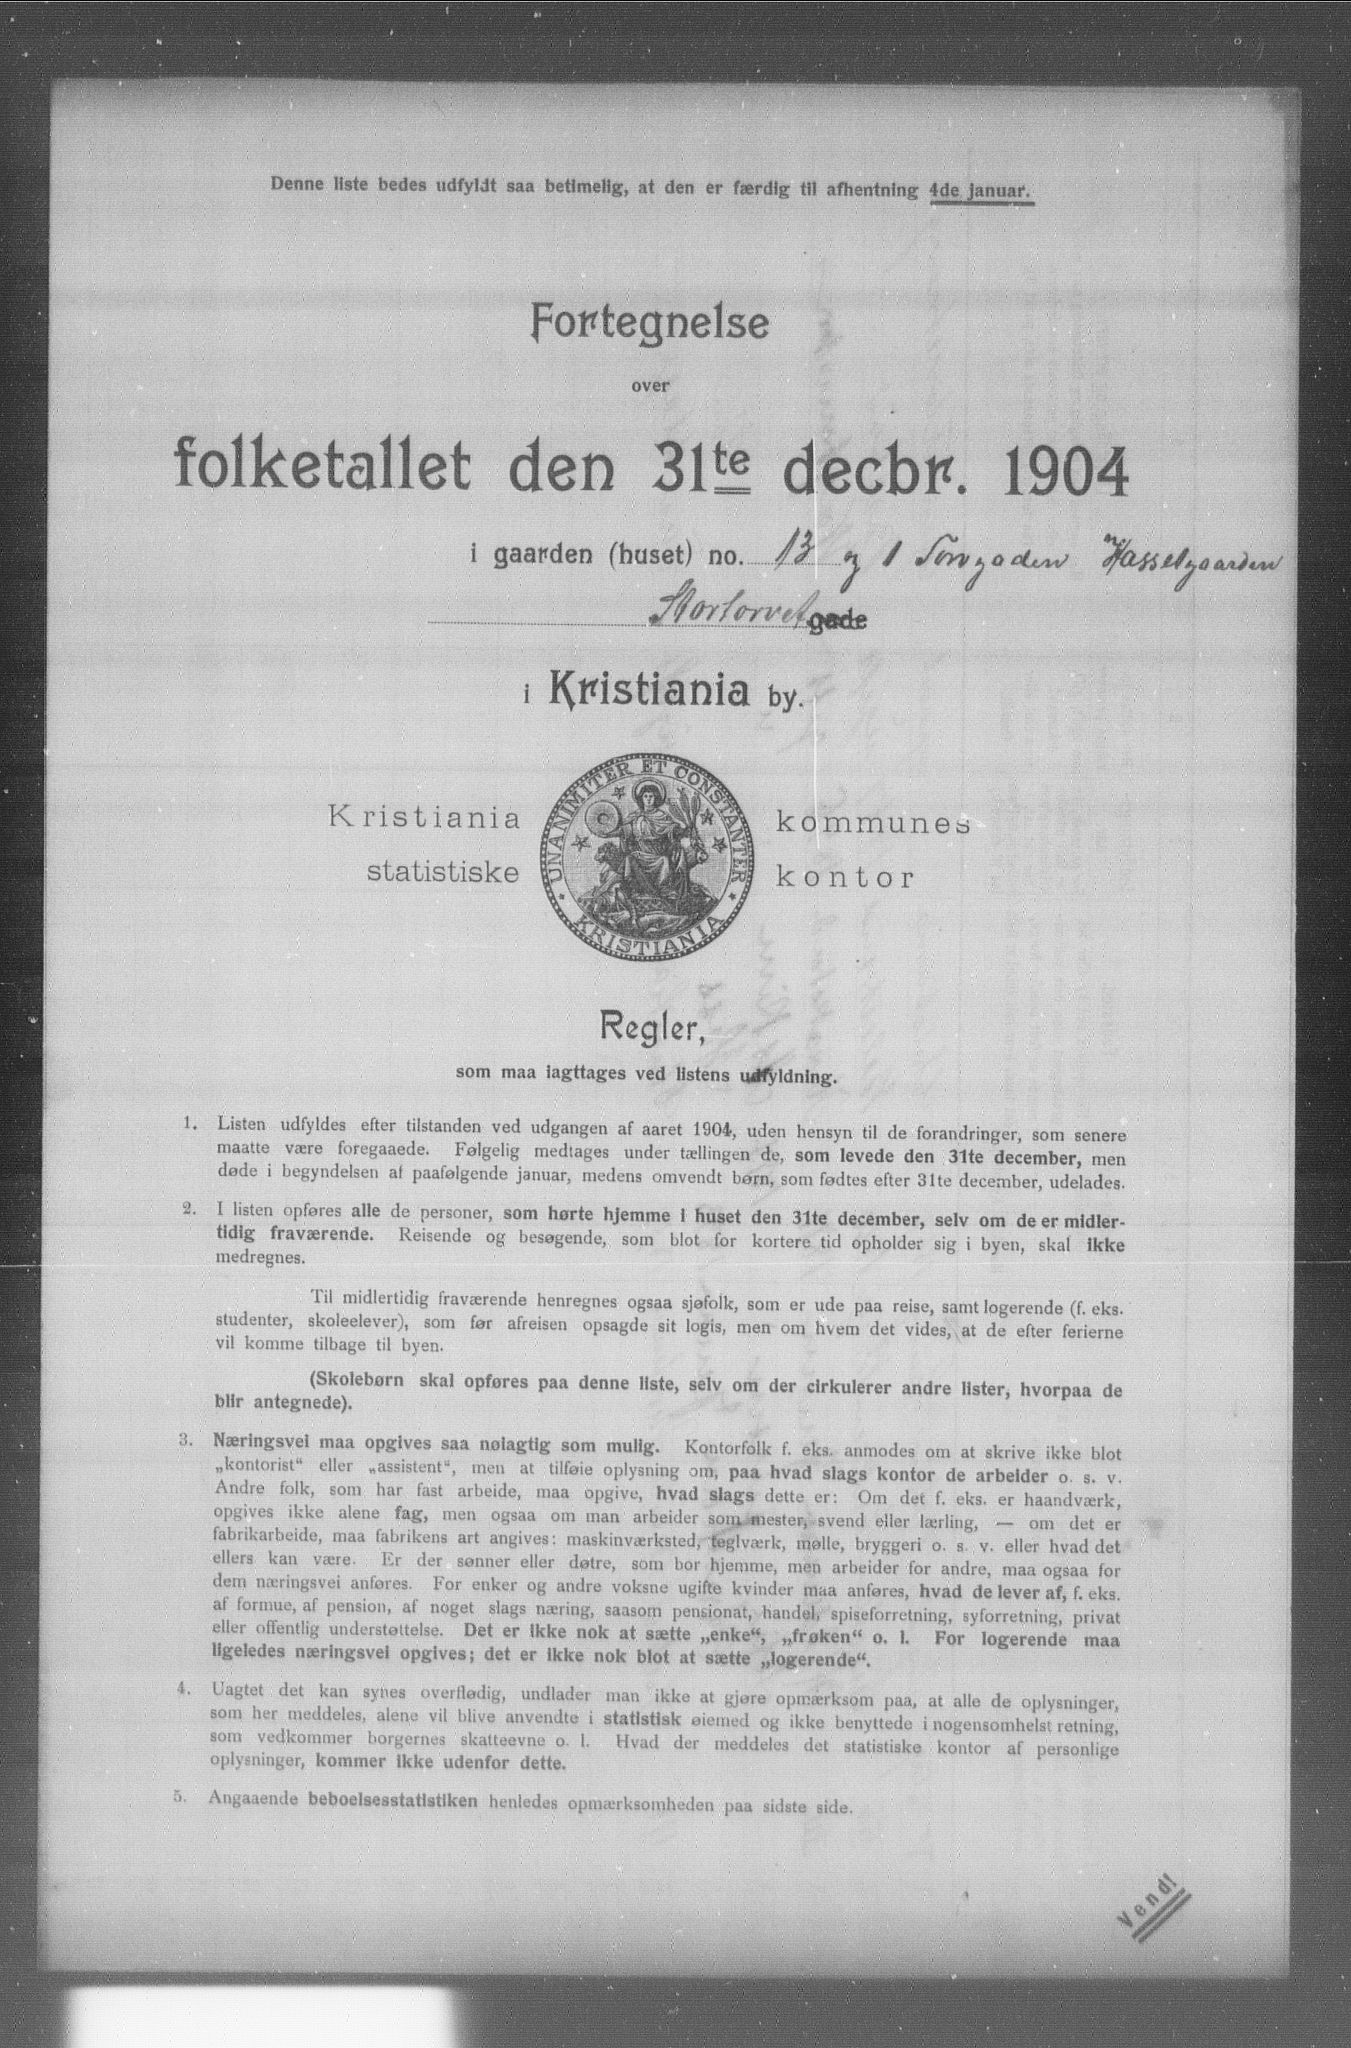 Denne liste bedes udfyldt saa betimelig, at den er færdig til afhentning 4de januar.
Fortegnelse
over
folketallet den 31te decbr. 1904
i gaarden (huset) no. 13 og 1 Torvgaden Hasselgaarden
Stortorvet gade
i Kristiania by.
Kristiania kommunes
statistiske kontor
UNANIMITER ET CONSTANTER
KRISTIANIA
Regler,
som maa iagttages ved listens udfyldning.
1. Listen udfyldes efter tilstanden ved udgangen af aaret 1904, uden hensyn til de forandringer, som senere
maatte være foregaaede. Følgelig medtages under tællingen de, som levede den 31te december, men
døde i begyndelsen af paafølgende januar, medens omvendt børn, som fødtes efter 31te december, udelades.
2. I listen opføres alle de personer, som hørte hjemme i huset den 31te december, selv om de er midler-
tidig fraværende. Reisende og besøgende, som blot for kortere tid opholder sig i byen, skal ikke
medregnes.
Til midlertidig fraværende henregnes ogsaa sjøfolk, som er ude paa reise, samt logerende (f. eks.
studenter, skoleelever), som før afreisen opsagde sit logis, men om hvem det vides, at de efter ferierne
vil komme tilbage til byen.
(Skolebørn skal opføres paa denne liste, selv om der cirkulerer andre lister, hvorpaa de
blir antegnede).
3. Næringsvei maa opgives saa nøiagtig som mulig. Kontorfolk f. eks. anmodes om at skrive ikke blot
„kontorist“ eller „assistent“, men at tilføie oplysning om, paa hvad slags kontor de arbeider o. s. v.
Andre folk, som har fast arbeide, maa opgive, hvad slags dette er: Om det f. eks. er haandværk,
opgives ikke alene fag, men ogsaa om man arbeider som mester, svend eller lærling, — om det er
fabrikarbeide, maa fabrikens art angives: maskinværksted, teglværk, mølle, bryggeri o. s. v. eller hvad det
ellers kan være. Er der sønner eller døtre, som bor hjemme, men arbeider for andre, maa ogsaa for
dem næringsvei anføres. For enker og andre voksne ugifte kvinder maa anføres, hvad de lever af, f. eks.
af formue, af pension, af noget slags næring, saasom pensionat, handel, spiseforretning, syforretning, privat
eller offentlig understøttelse. Det er ikke nok at sætte „enke“, „frøken“ o. l. For logerende maa
ligeledes næringsvei opgives; det er ikke nok blot at sætte „logerende“.
4. Uagtet det kan synes overflødig, undlader man ikke at gjøre opmærksom paa, at alle de oplysninger,
som her meddeles, alene vil blive anvendte i statistisk øiemed og ikke benyttede i nogensomhelst retning,
som vedkommer borgernes skatteevne o. l. Hvad der meddeles det statistiske kontor af personlige
oplysninger, kommer ikke udenfor dette.
5. Angaaende beboelsesstatistiken henledes opmærksomheden paa sidste side.
Vend!